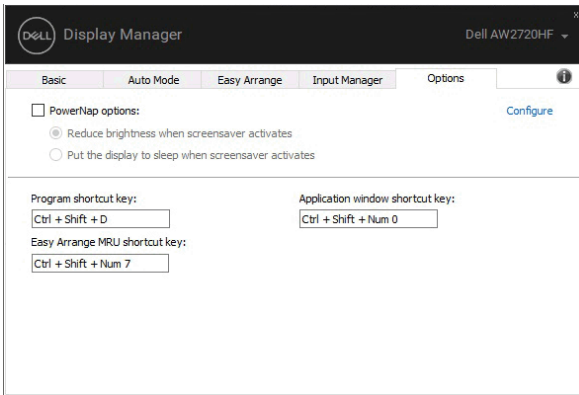 DELL Display Manager
Dell AW2720HF
Basic
Auto Mode
Easy Arrange
Input Manager
Options
PowerNap options:
Configure
Reduce brightness when screensaver activates
Put the display to sleep when screensaver activates
Program shortcut key:
Application window shortcut key:
Ctrl + Shift + D
Ctrl + Shift + Num 0
Easy Arrange MRU shortcut key:
Ctrl + Shift + Num 7